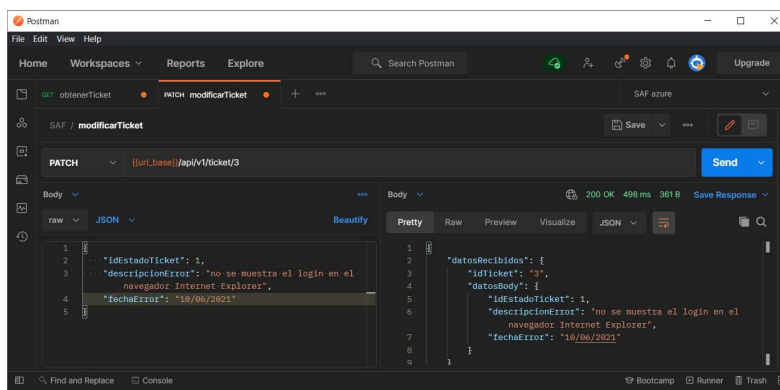 Postman
File Edit View Help
Home Workspaces Reports Explore Search Postman Upgrade
GET obtenerTicket PATCH modificarTicket SAF azure
SAF / modificarTicket Save
PATCH {{url_base}}/api/v1/ticket/3 Send
Body Body 200 OK 498 ms 361 B Save Response
raw JSON Beautify Pretty Raw Preview Visualize JSON
1 {
2 "idEstadoTicket": 1,
3 "descripcionError": "no se muestra el login en el
navegador Internet Explorer",
4 "fechaError": "10/06/2021"
5 }
1 {
2 "datosRecibidos": {
3 "idTicket": "3",
4 "datosBody": {
5 "idEstadoTicket": 1,
6 "descripcionError": "no se muestra el login en el
navegador Internet Explorer",
7 "fechaError": "10/06/2021"
8 }
9 }
Find and Replace Console Bootcamp Runner Trash